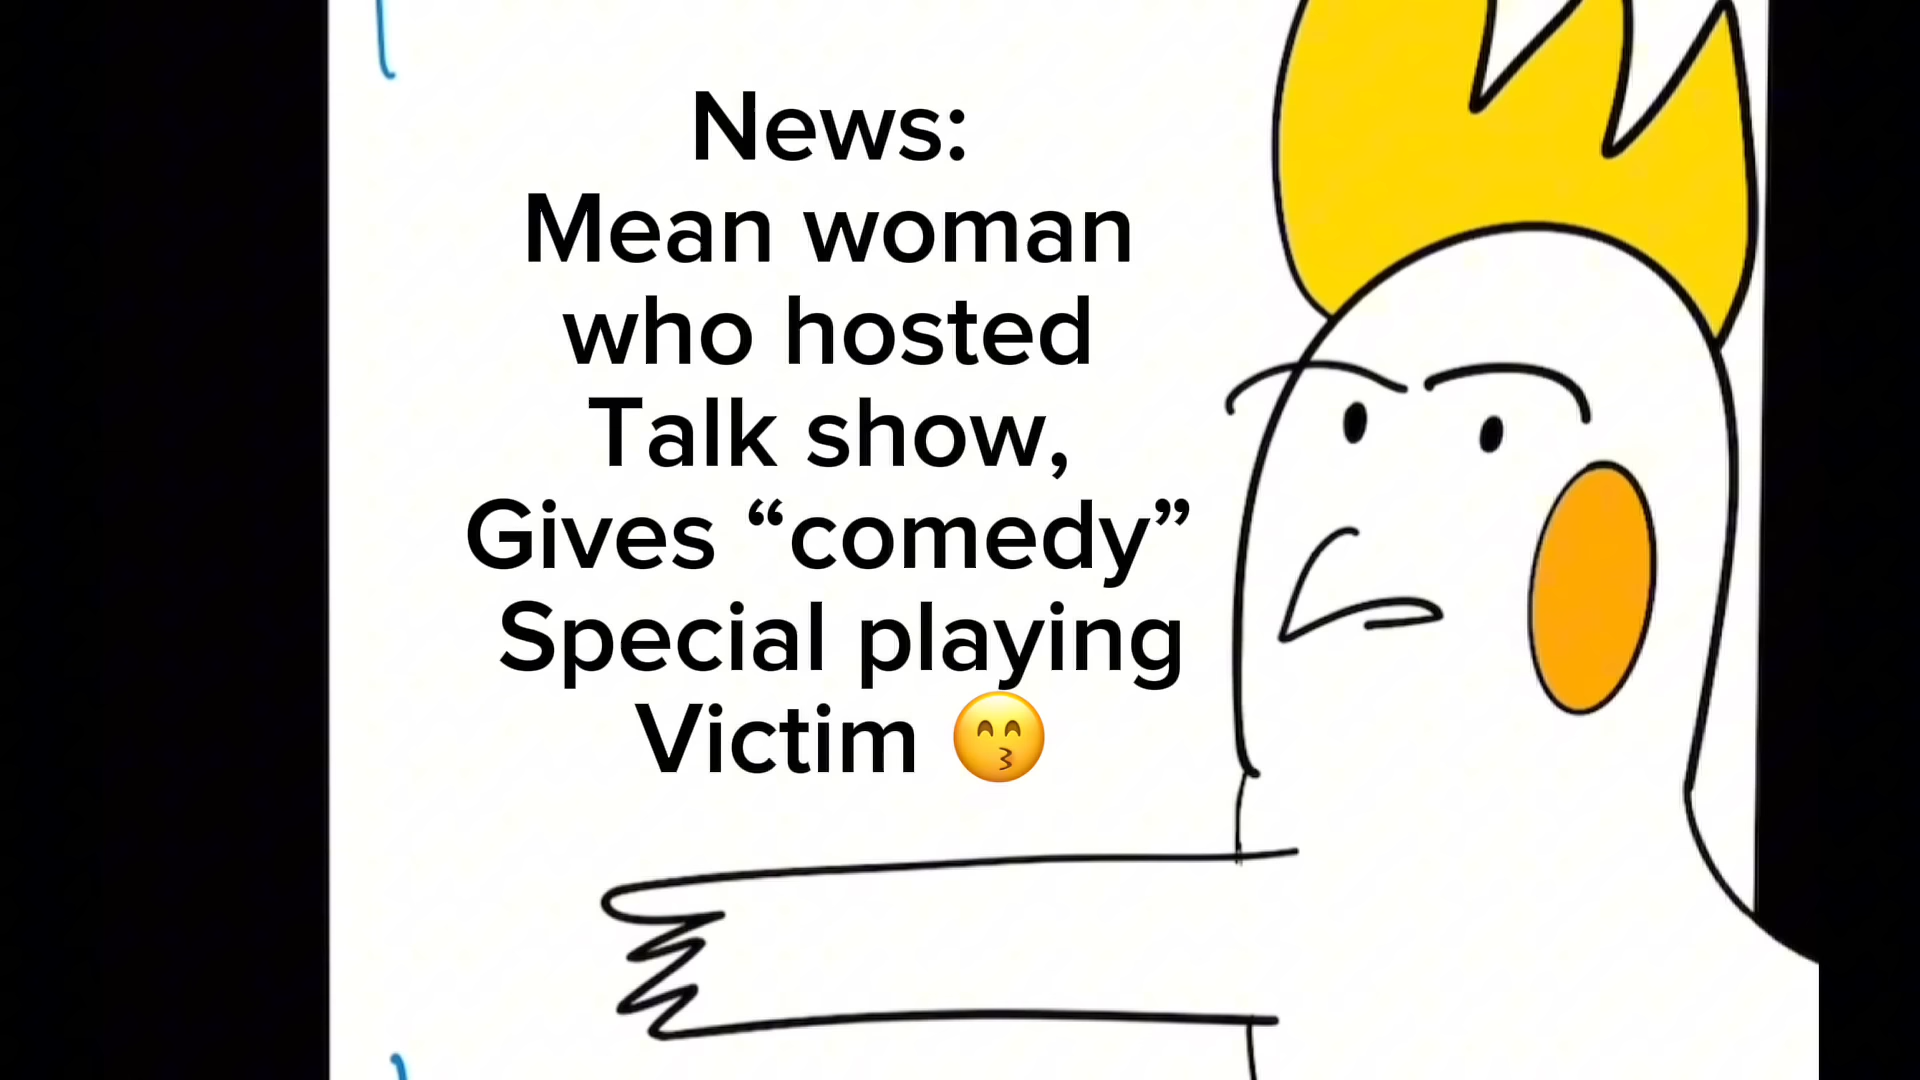 News:
Mean woman
who hosted
Talk show,
Gives “comedy”
Special playing
Victim 😙